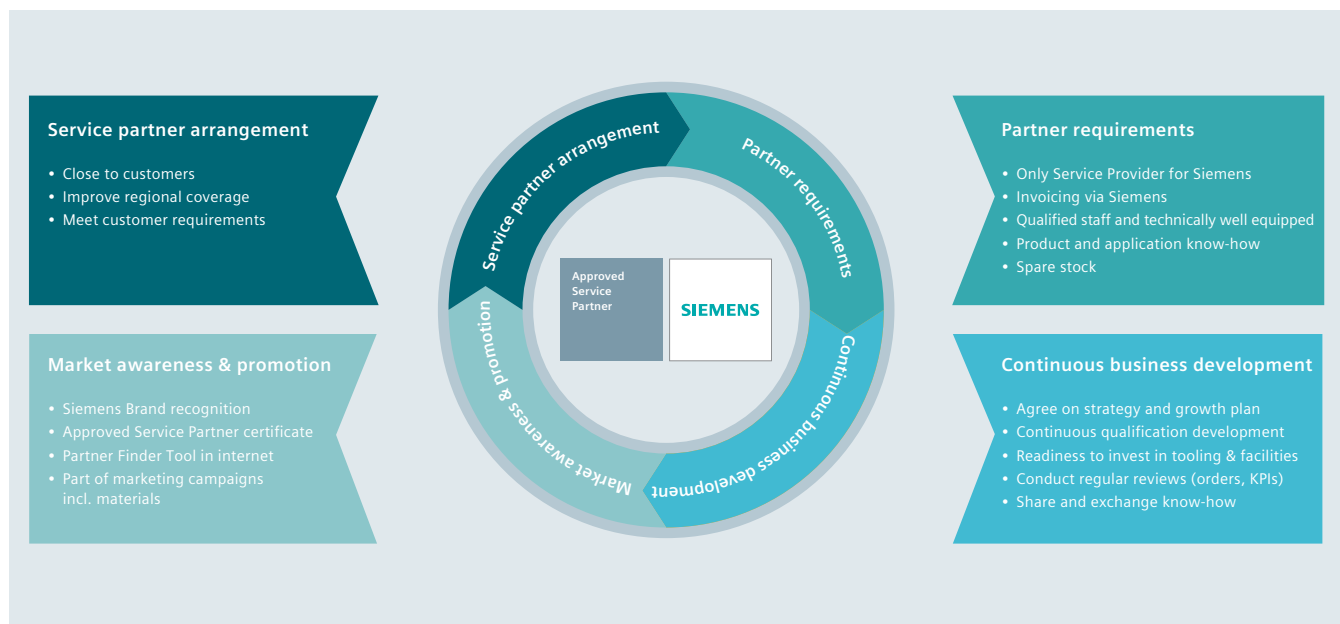 Service partner arrangement
• Close to customers
• Improve regional coverage
• Meet customer requirements
Market awareness & promotion
• Siemens Brand recognition
• Approved Service Partner certificate
• Partner Finder Tool in internet
• Part of marketing campaigns
incl. materials
Service partner arrangement
Partner requirements
Continuous business development
Market awareness & promotion
Approved
Service
Partner
SIEMENS
Partner requirements
• Only Service Provider for Siemens
• Invoicing via Siemens
• Qualified staff and technically well equipped
• Product and application know-how
• Spare stock
Continuous business development
• Agree on strategy and growth plan
• Continuous qualification development
• Readiness to invest in tooling & facilities
• Conduct regular reviews (orders, KPIs)
• Share and exchange know-how